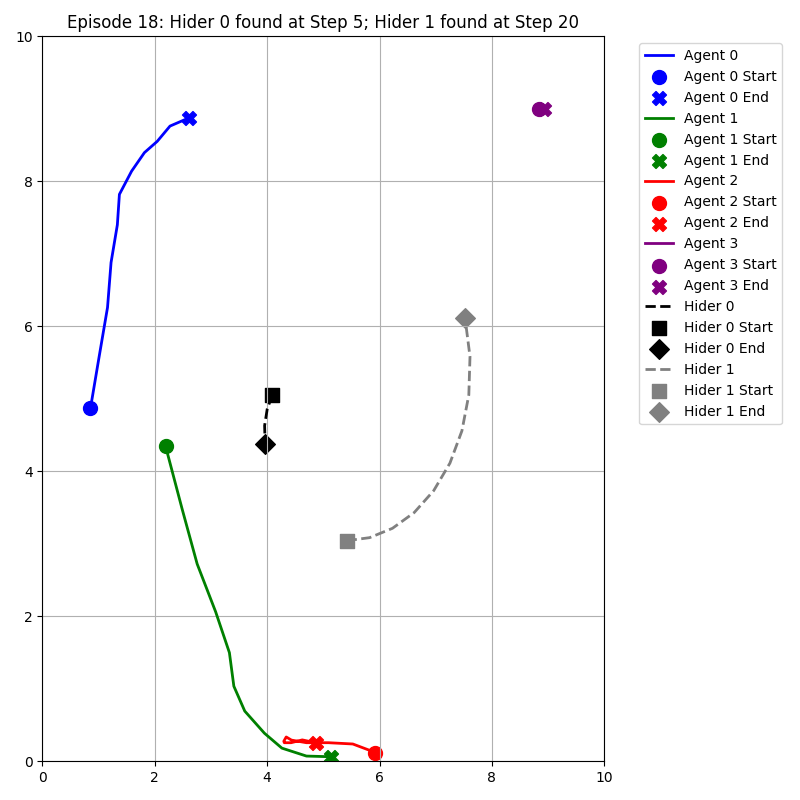 Episode 18: Hider 0 found at Step 5; Hider 1 found at Step 20
10
8
6
4
2
0
0 2 4 6 8 10
Agent 0
Agent 0 Start
Agent 0 End
Agent 1
Agent 1 Start
Agent 1 End
Agent 2
Agent 2 Start
Agent 2 End
Agent 3
Agent 3 Start
Agent 3 End
Hider 0
Hider 0 Start
Hider 0 End
Hider 1
Hider 1 Start
Hider 1 End